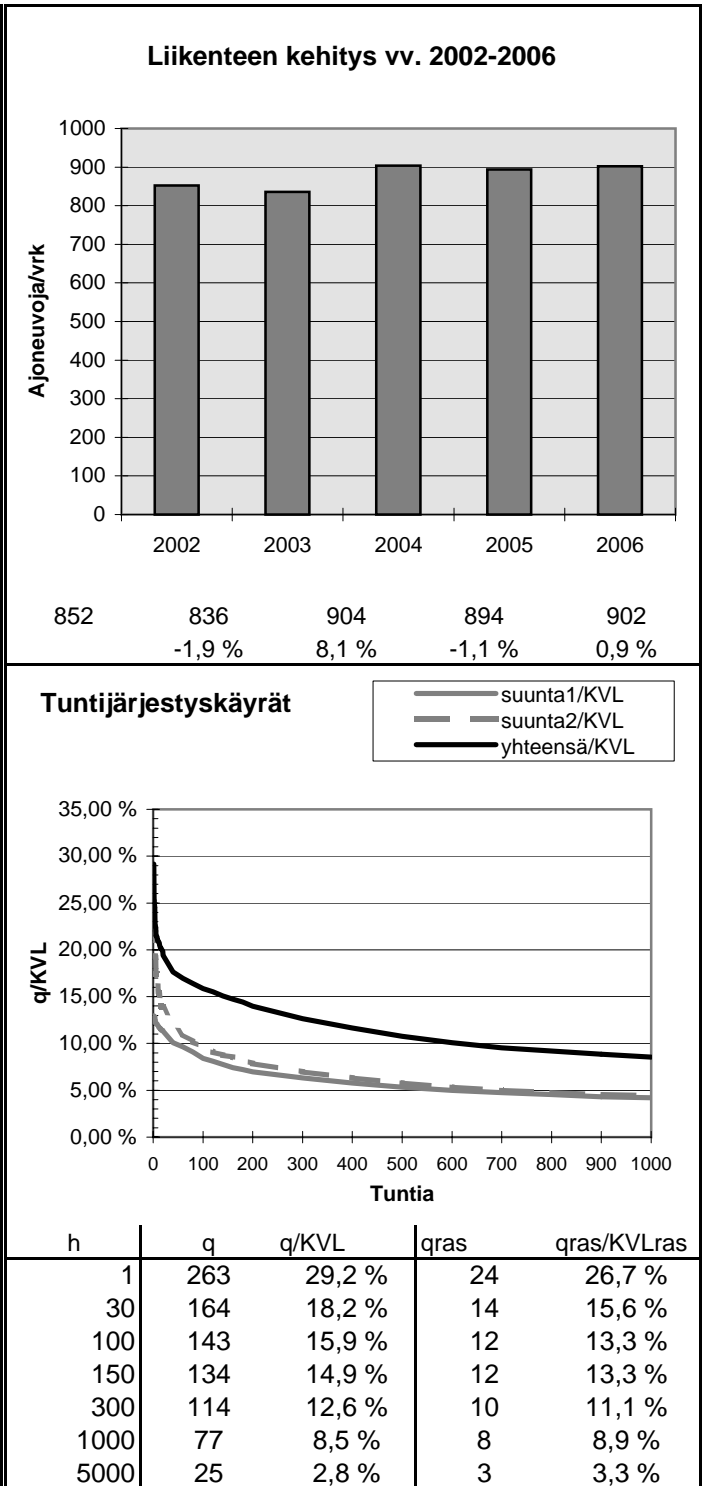 Liikenteen kehitys vv. 2002-2006
Ajoneuvoja/vrk
1000
900
800
700
600
500
400
300
200
100
0
2002 2003 2004 2005 2006
852 836 904 894 902
-1,9 % 8,1 % -1,1 % 0,9 %
Tuntijärjestyskäyrät
suunta1/KVL
suunta2/KVL
yhteensä/KVL
q/KVL
35,00 %
30,00 %
25,00 %
20,00 %
15,00 %
10,00 %
5,00 %
0,00 %
0 100 200 300 400 500 600 700 800 900 1000
Tuntia
h q q/KVL qras qras/KVLras
1 263 29,2 % 24 26,7 %
30 164 18,2 % 14 15,6 %
100 143 15,9 % 12 13,3 %
150 134 14,9 % 12 13,3 %
300 114 12,6 % 10 11,1 %
1000 77 8,5 % 8 8,9 %
5000 25 2,8 % 3 3,3 %